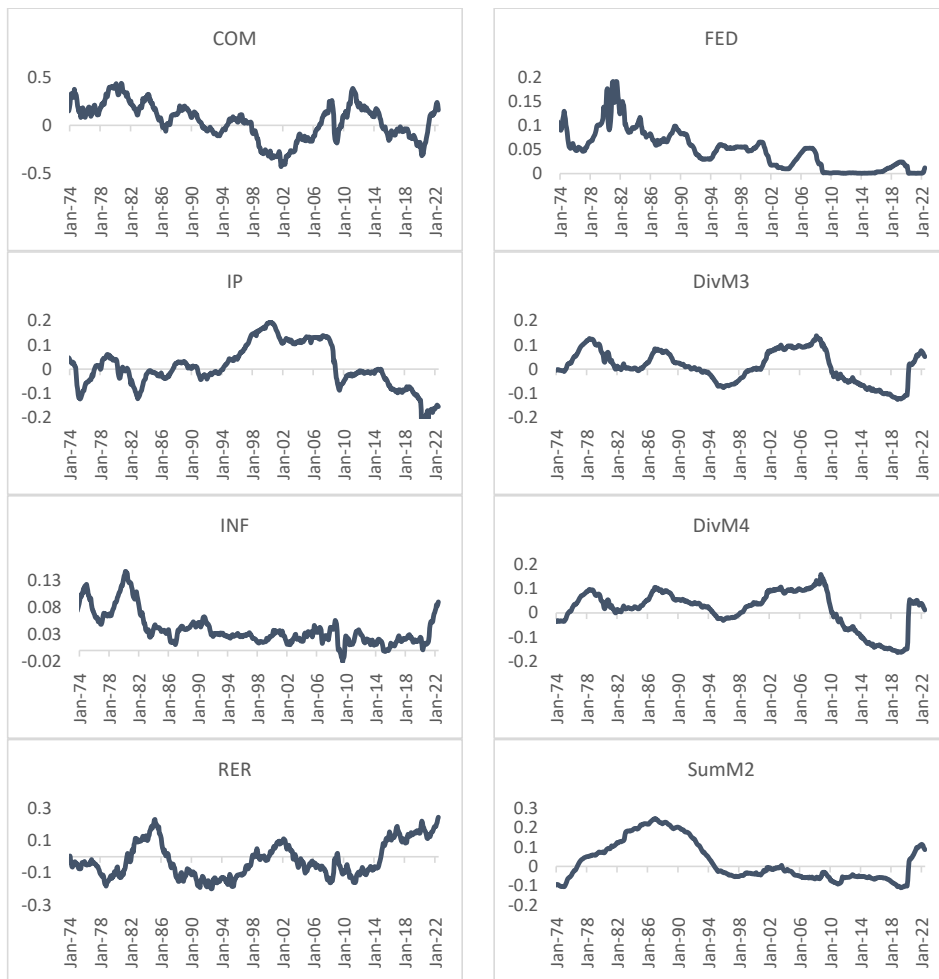 COM
0.5
0
-0.5
Jan-74 Jan-78 Jan-82 Jan-86 Jan-90 Jan-94 Jan-98 Jan-02 Jan-06 Jan-10 Jan-14 Jan-18 Jan-22
FED
0.2
0.15
0.1
0.05
0
Jan-74 Jan-78 Jan-82 Jan-86 Jan-90 Jan-94 Jan-98 Jan-02 Jan-06 Jan-10 Jan-14 Jan-18 Jan-22
IP
0.2
0.1
0
-0.1
-0.2
Jan-74 Jan-78 Jan-82 Jan-86 Jan-90 Jan-94 Jan-98 Jan-02 Jan-06 Jan-10 Jan-14 Jan-18 Jan-22
DivM3
0.2
0.1
0
-0.1
-0.2
Jan-74 Jan-78 Jan-82 Jan-86 Jan-90 Jan-94 Jan-98 Jan-02 Jan-06 Jan-10 Jan-14 Jan-18 Jan-22
INF
0.13
0.08
0.03
-0.02
Jan-74 Jan-78 Jan-82 Jan-86 Jan-90 Jan-94 Jan-98 Jan-02 Jan-06 Jan-10 Jan-14 Jan-18 Jan-22
DivM4
0.2
0.1
0
-0.1
-0.2
Jan-74 Jan-78 Jan-82 Jan-86 Jan-90 Jan-94 Jan-98 Jan-02 Jan-06 Jan-10 Jan-14 Jan-18 Jan-22
RER
0.3
0.1
-0.1
-0.3
Jan-74 Jan-78 Jan-82 Jan-86 Jan-90 Jan-94 Jan-98 Jan-02 Jan-06 Jan-10 Jan-14 Jan-18 Jan-22
SumM2
0.3
0.2
0.1
0
-0.1
-0.2
Jan-74 Jan-78 Jan-82 Jan-86 Jan-90 Jan-94 Jan-98 Jan-02 Jan-06 Jan-10 Jan-14 Jan-18 Jan-22